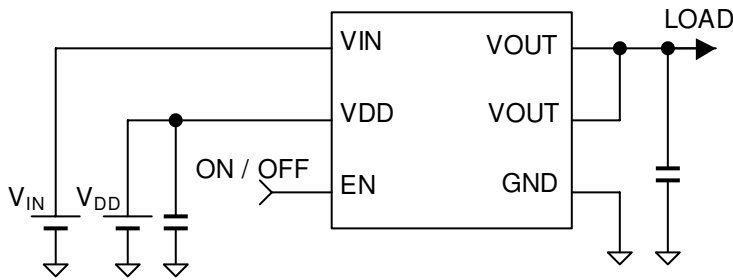 LOAD
VIN
VOUT
VDD
VOUT
ON / OFF
EN
GND
VIN
VDD